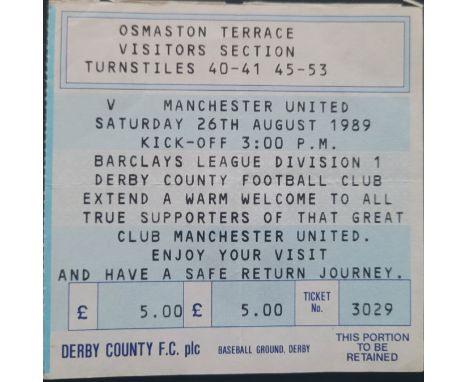 OSMASTON TERRACE
VISITORS SECTION
TURNSTILES 40-41 45-53
V MANCHESTER UNITED
SATURDAY 26TH AUGUST 1989
KICK-OFF 3:00 P.M.
BARCLAYS LEAGUE DIVISION 1
DERBY COUNTY FOOTBALL CLUB
EXTEND A WARM WELCOME TO ALL
TRUE SUPPORTERS OF THAT GREAT
CLUB MANCHESTER UNITED.
ENJOY YOUR VISIT
AND HAVE A SAFE RETURN JOURNEY.
£ 5.00 £ 5.00 TICKET No. 3029
DERBY COUNTY F.C. plc BASEBALL GROUND, DERBY
THIS PORTION
TO BE
RETAINED